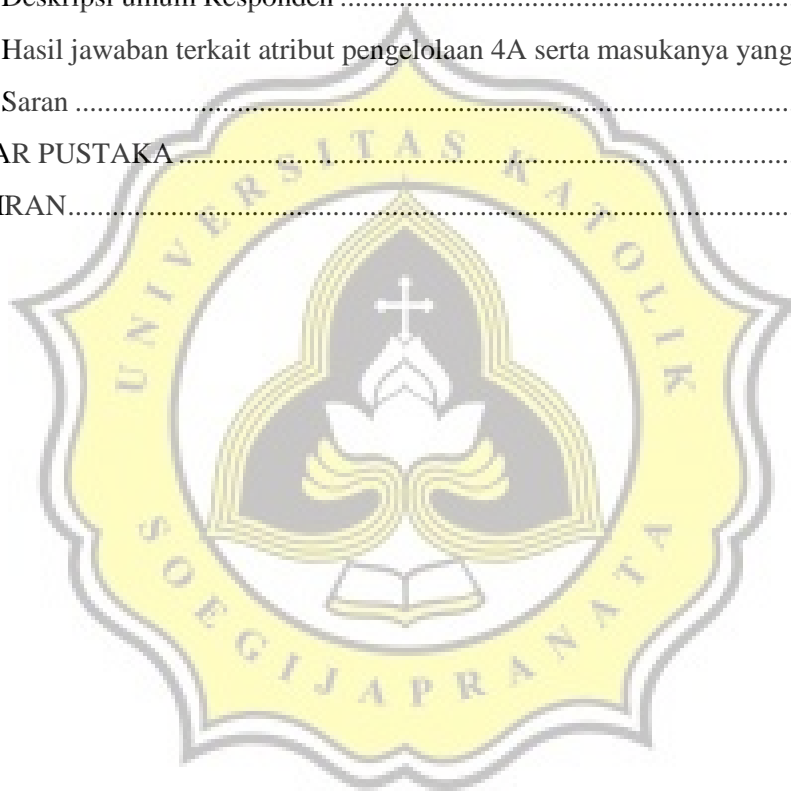 Deskripsi umum Responden ........................................................................
Hasil jawaban terkait atribut pengelolaan 4A serta masukanya yang
Saran ..............................................................................................................
AR PUSTAKA................................................................................................
IRAN...............................................................................................................
UNIVERSITAS KATOLIK
SOEGIJAPRANATA